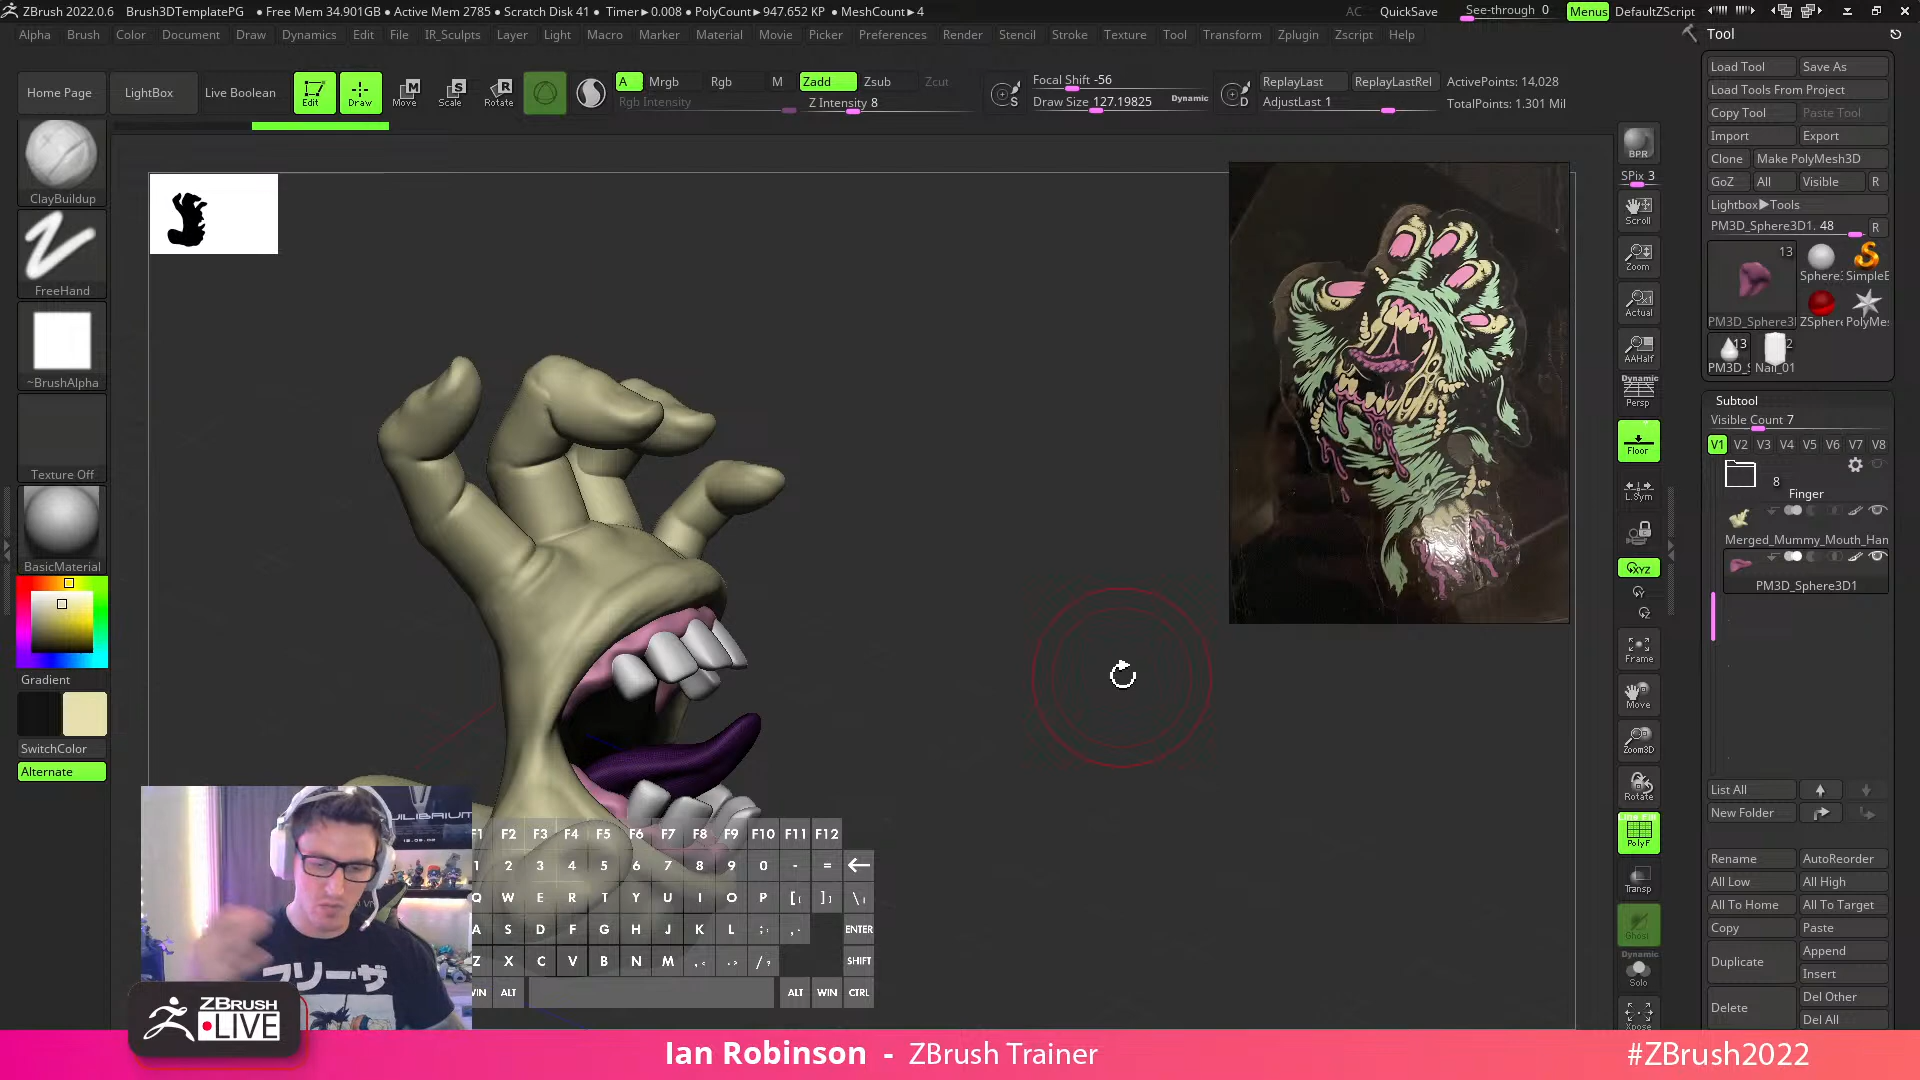 ZBrush 2022.0.6 Brush3DTemplatePG • Free Mem 34.901GB • Active Mem 2785 • Scratch Disk 41 • Timer▸0.008 • PolyCount▸947.652 KP • MeshCount▸4
AC QuickSave See-through 0 Menus DefaultZScript
Alpha Brush Color Document Draw Dynamics Edit File IR_Sculpts Layer Light Macro Marker Material Movie Picker Preferences Render Stencil Stroke Texture Tool Transform Zplugin Zscript Help
Home Page LightBox Live Boolean Edit Draw Move Scale Rotate
A Mrgb Rgb M Zadd Zsub Zcut
Rgb Intensity Z Intensity 8
S Focal Shift -56
Draw Size 127.19825 Dynamic
D ReplayLast ReplayLastRel ActivePoints: 14,028
AdjustLast 1 TotalPoints: 1.301 Mil
ClayBuildup
FreeHand
~BrushAlpha
Texture Off
BasicMaterial
Gradient
SwitchColor
Alternate
BPR
SPix 3
Scroll
Zoom
Actual
AAHalf
Dynamic
Persp
Floor
L.Sym
XYZ
Y
Z
Frame
Move
Zoom3D
Rotate
Line Fill
PolyF
Transp
Ghost
Dynamic
Solo
Xpose
Tool
Load Tool Save As
Load Tools From Project
Copy Tool Paste Tool
Import Export
Clone Make PolyMesh3D
GoZ All Visible R
Lightbox▶Tools
PM3D_Sphere3D1. 48 R
13
Sphere SimpleE
PM3D_Sphere3 ZSphere PolyMes
13 2
PM3D_S Nail_01
Subtool
Visible Count 7
V1 V2 V3 V4 V5 V6 V7 V8
8
Finger
Merged_Mummy_Mouth_Han
PM3D_Sphere3D1
List All
New Folder
Rename AutoReorder
All Low All High
All To Home All To Target
Copy Paste
Duplicate Append
Insert
Delete Del Other
Del All
F1 F2 F3 F4 F5 F6 F7 F8 F9 F10 F11 F12
1 2 3 4 5 6 7 8 9 0 - =
Q W E R T Y U I O P [ ] \
A S D F G H J K L ; ENTER
Z X C V B N M , . / SHIFT
WIN ALT ALT WIN CTRL
フリーザ
ZBRUSH
LIVE
Ian Robinson - ZBrush Trainer
#ZBrush2022